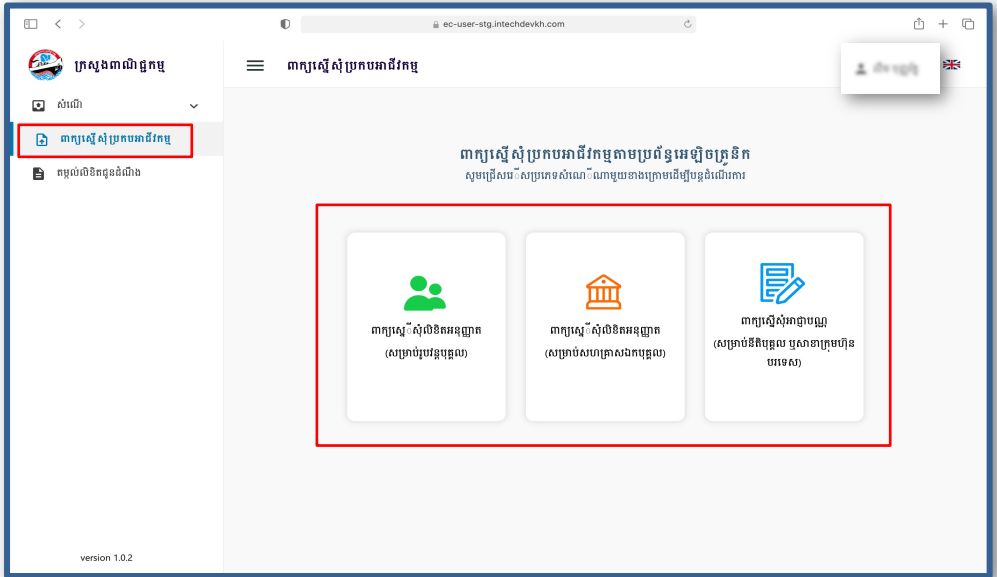 ec-user-stg.intechdevkh.com
ក្រសួងពាណិជ្ជកម្ម
ពាក្យស្នើសុំប្រកបអាជីវកម្ម
សំណើ
ពាក្យស្នើសុំប្រកបអាជីវកម្ម
តម្កល់លិខិតជូនដំណឹង
ពាក្យស្នើសុំប្រកបអាជីវកម្មតាមប្រព័ន្ធអេឡិចត្រូនិក
សូមជ្រើសរេីសប្រភេទសំណេីណាមួយខាងក្រោមដើម្បីបន្តដំណើរការ
ពាក្យស្នេីសុំលិខិតអនុញ្ញាត
(សម្រាប់រូបវន្តបុគ្គល)
ពាក្យស្នេីសុំលិខិតអនុញ្ញាត
(សម្រាប់សហគ្រាសឯកបុគ្គល)
ពាក្យស្នើសុំអាជ្ញាបណ្ណ
(សម្រាប់នីតិបុគ្គល ឬសាខាក្រុមហ៊ុន
បរទេស)
version 1.0.2